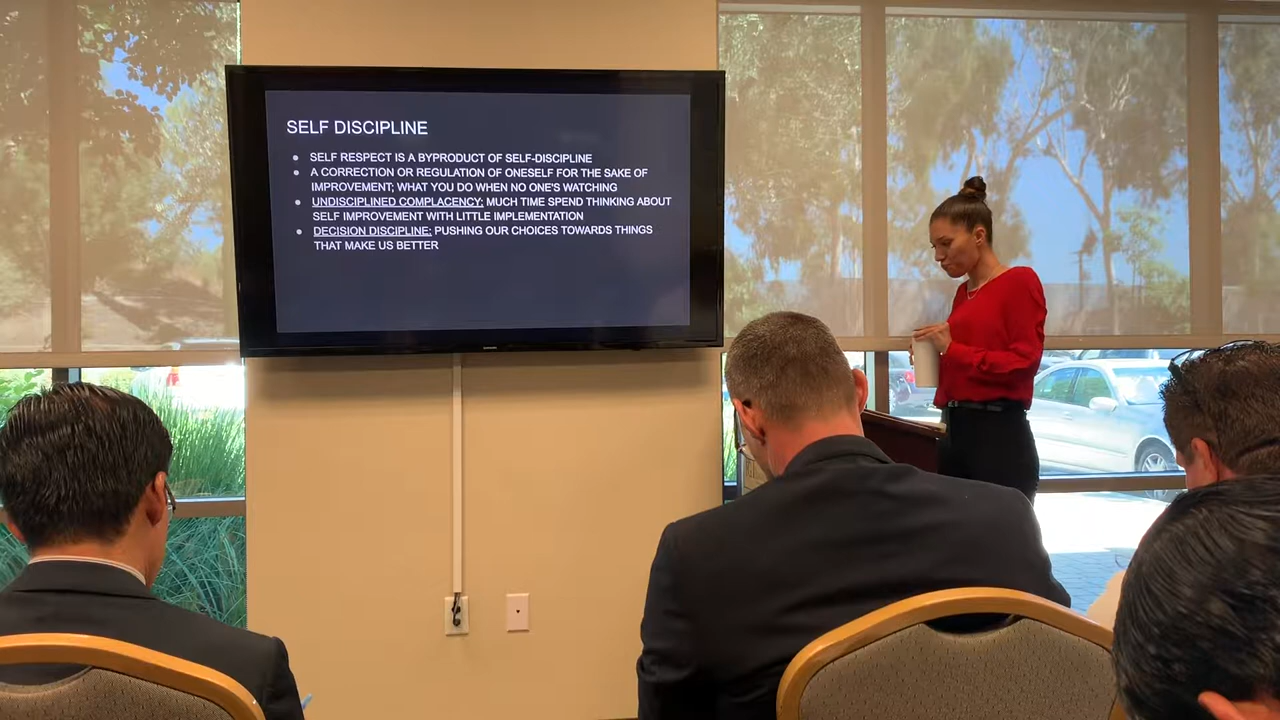 SELF DISCIPLINE
● SELF RESPECT IS A BYPRODUCT OF SELF-DISCIPLINE
● A CORRECTION OR REGULATION OF ONESELF FOR THE SAKE OF
IMPROVEMENT; WHAT YOU DO WHEN NO ONE'S WATCHING
● UNDISCIPLINED COMPLACENCY: MUCH TIME SPEND THINKING ABOUT
SELF IMPROVEMENT WITH LITTLE IMPLEMENTATION
● DECISION DISCIPLINE: PUSHING OUR CHOICES TOWARDS THINGS
THAT MAKE US BETTER